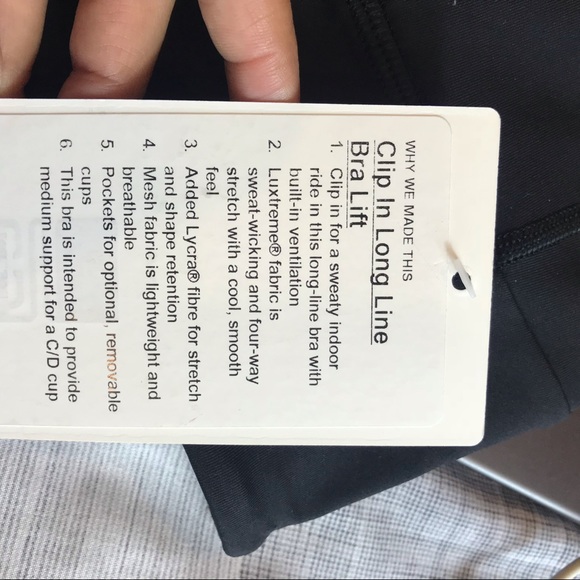 WHY WE MADE THIS
Clip In Long Line
Bra Lift
1. Clip in for a sweaty indoor
ride in this long-line bra with
built-in ventilation
2. Luxtreme® fabric is
sweat-wicking and four-way
stretch with a cool, smooth
feel
3. Added Lycra® fibre for stretch
and shape retention
4. Mesh fabric is lightweight and
breathable
5. Pockets for optional, removable
cups
6. This bra is intended to provide
medium support for a C/D cup